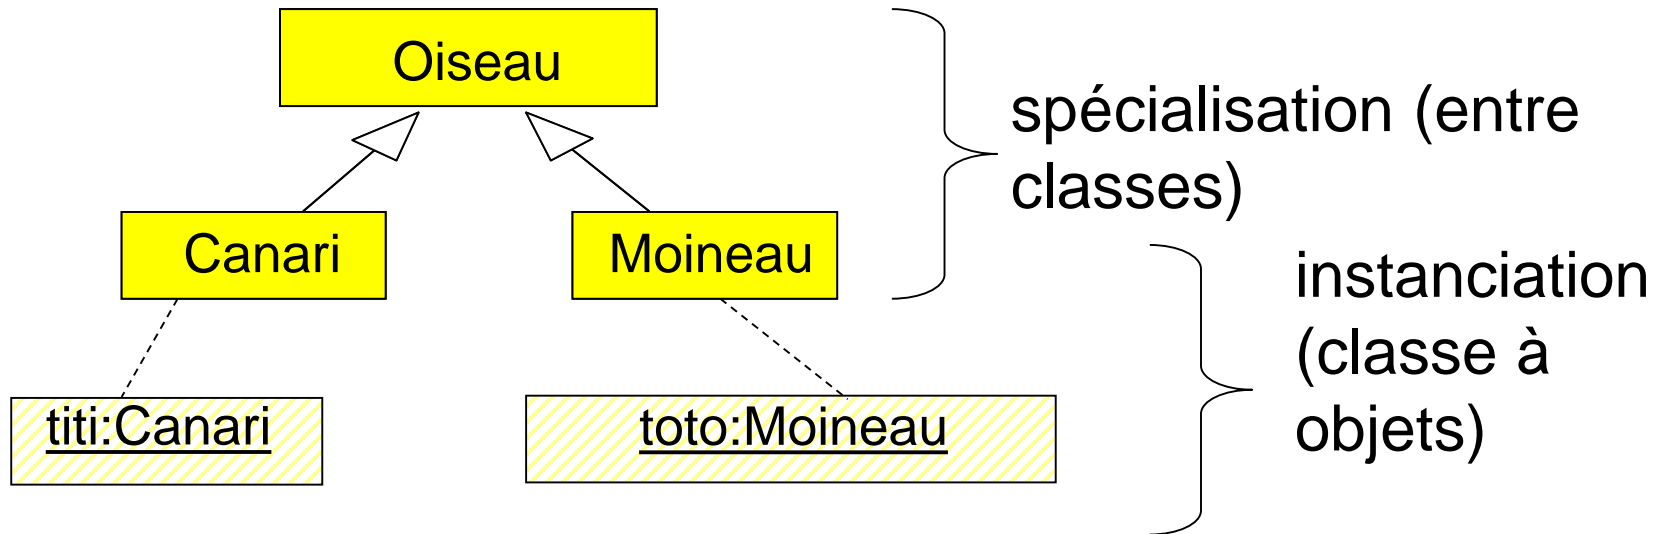 Oiseau
spécialisation (entre
classes)
Canari
Moineau
instanciation
(classe à
objets)
titi:Canari
toto:Moineau